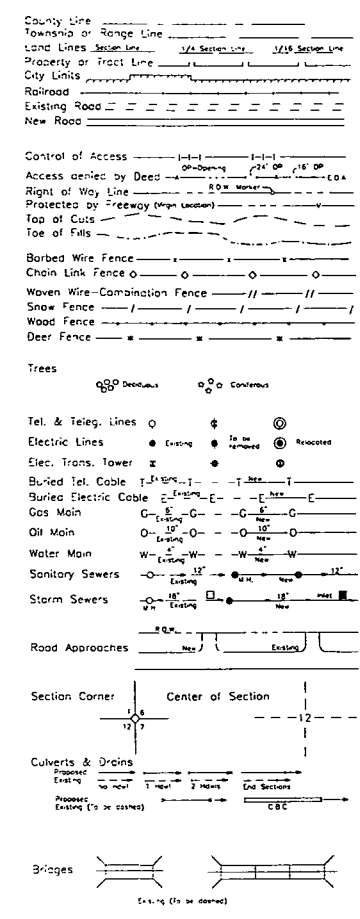 County Line
Township or Range Line
Land Lines Section Line 1/4 Section Line 1/16 Section Line
Property or Tract Line
City Limits
Railroad
Existing Road
New Road
Control of Access
OP=Opening 24' OP 16' OP
Access denied by Deed E.O.A
R.O.W. Marker
Right of Way Line
Protected by Freeway (Virgin Location) V
Top of Cuts
Toe of Fills
Barbed Wire Fence x x
Chain Link Fence
Woven Wire-Combination Fence // //
Snow Fence / / / /
Wood Fence
Deer Fence
Trees
Deciduous Coniferous
Tel. & Teleg. Lines
Electric Lines Existing To be removed Relocated
Elec. Trans. Tower
Buried Tel. Cable T Existing T T New T
Buried Electric Cable E Existing E E New E
Gas Main G 6" Existing G G 6" New G
Oil Main O 10" Existing O O 10" New O
Water Main W 4" Existing W W 4" New W
Sanitary Sewers 12" Existing M.H. New 12"
Storm Sewers M.H. 18" Existing 18" New Inlet
R.O.W.
Road Approaches New Existing
Section Corner Center of Section
1 6
12 7
12
Culverts & Drains
Proposed
Existing
No Hdwl 1 Hdwl 2 Hdwls End Sections
Proposed
Existing (To be dashed) CBC
Bridges
Existing (To be dashed)